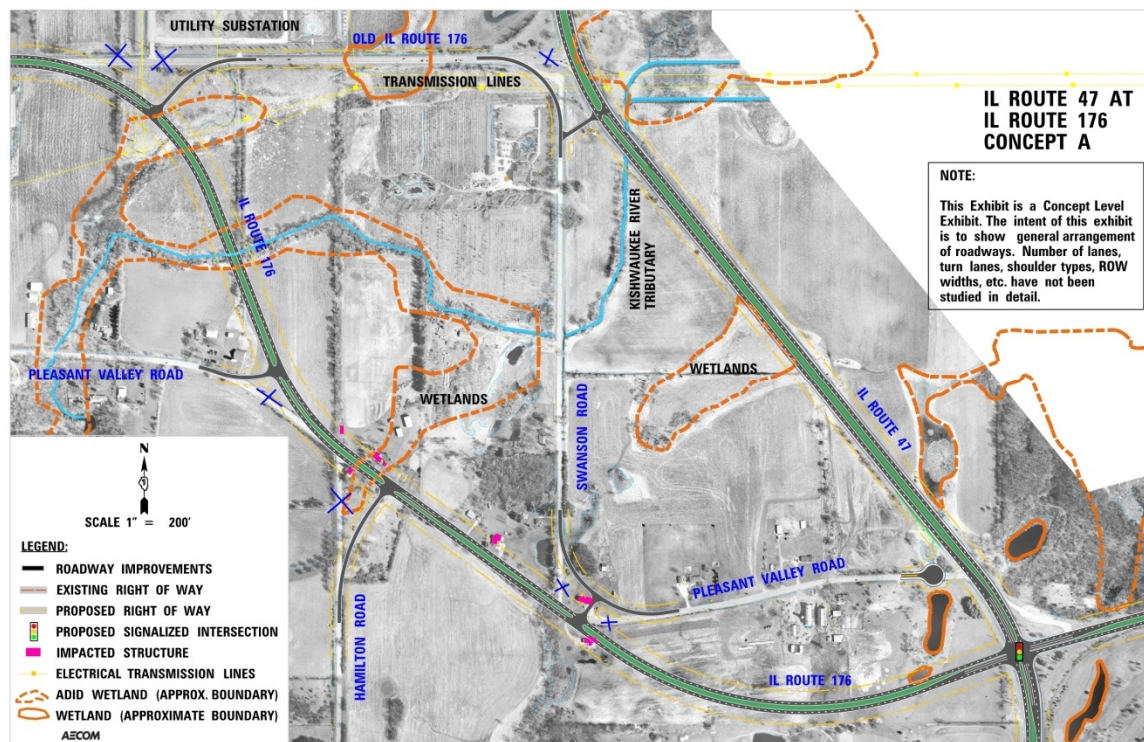 UTILITY SUBSTATION
OLD IL ROUTE 176
TRANSMISSION LINES
IL ROUTE 47 AT
IL ROUTE 176
CONCEPT A
NOTE:
This Exhibit is a Concept Level
Exhibit. The intent of this exhibit
is to show general arrangement
of roadways. Number of lanes,
turn lanes, shoulder types, ROW
widths, etc. have not been
studied in detail.
IL ROUTE 176
KISHWAUKEE RIVER
TRIBUTARY
PLEASANT VALLEY ROAD
WETLANDS
WETLANDS
IL ROUTE 47
SWANSON ROAD
PLEASANT VALLEY ROAD
HAMILTON ROAD
IL ROUTE 176
N
SCALE 1" = 200'
LEGEND:
ROADWAY IMPROVEMENTS
EXISTING RIGHT OF WAY
PROPOSED RIGHT OF WAY
PROPOSED SIGNALIZED INTERSECTION
IMPACTED STRUCTURE
ELECTRICAL TRANSMISSION LINES
ADID WETLAND (APPROX. BOUNDARY)
WETLAND (APPROXIMATE BOUNDARY)
AECOM